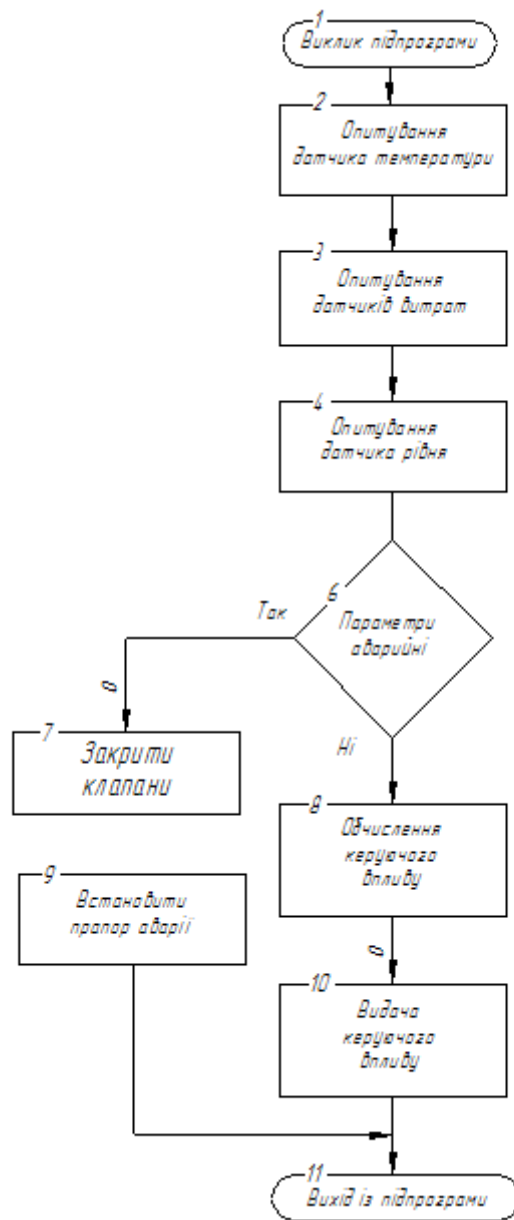 1
Виклик підпрограми
2
Опитування
датчика температури
3
Опитування
датчиків витрат
4
Опитування
датчика рівня
6
Параметри
аварійні
Так
Ні
0
7
Закрити
клапани
8
Обчислення
керуючого
впливу
9
Встановити
прапор аварії
0
10
Видача
керуючого
впливу
11
Вихід із підпрограми